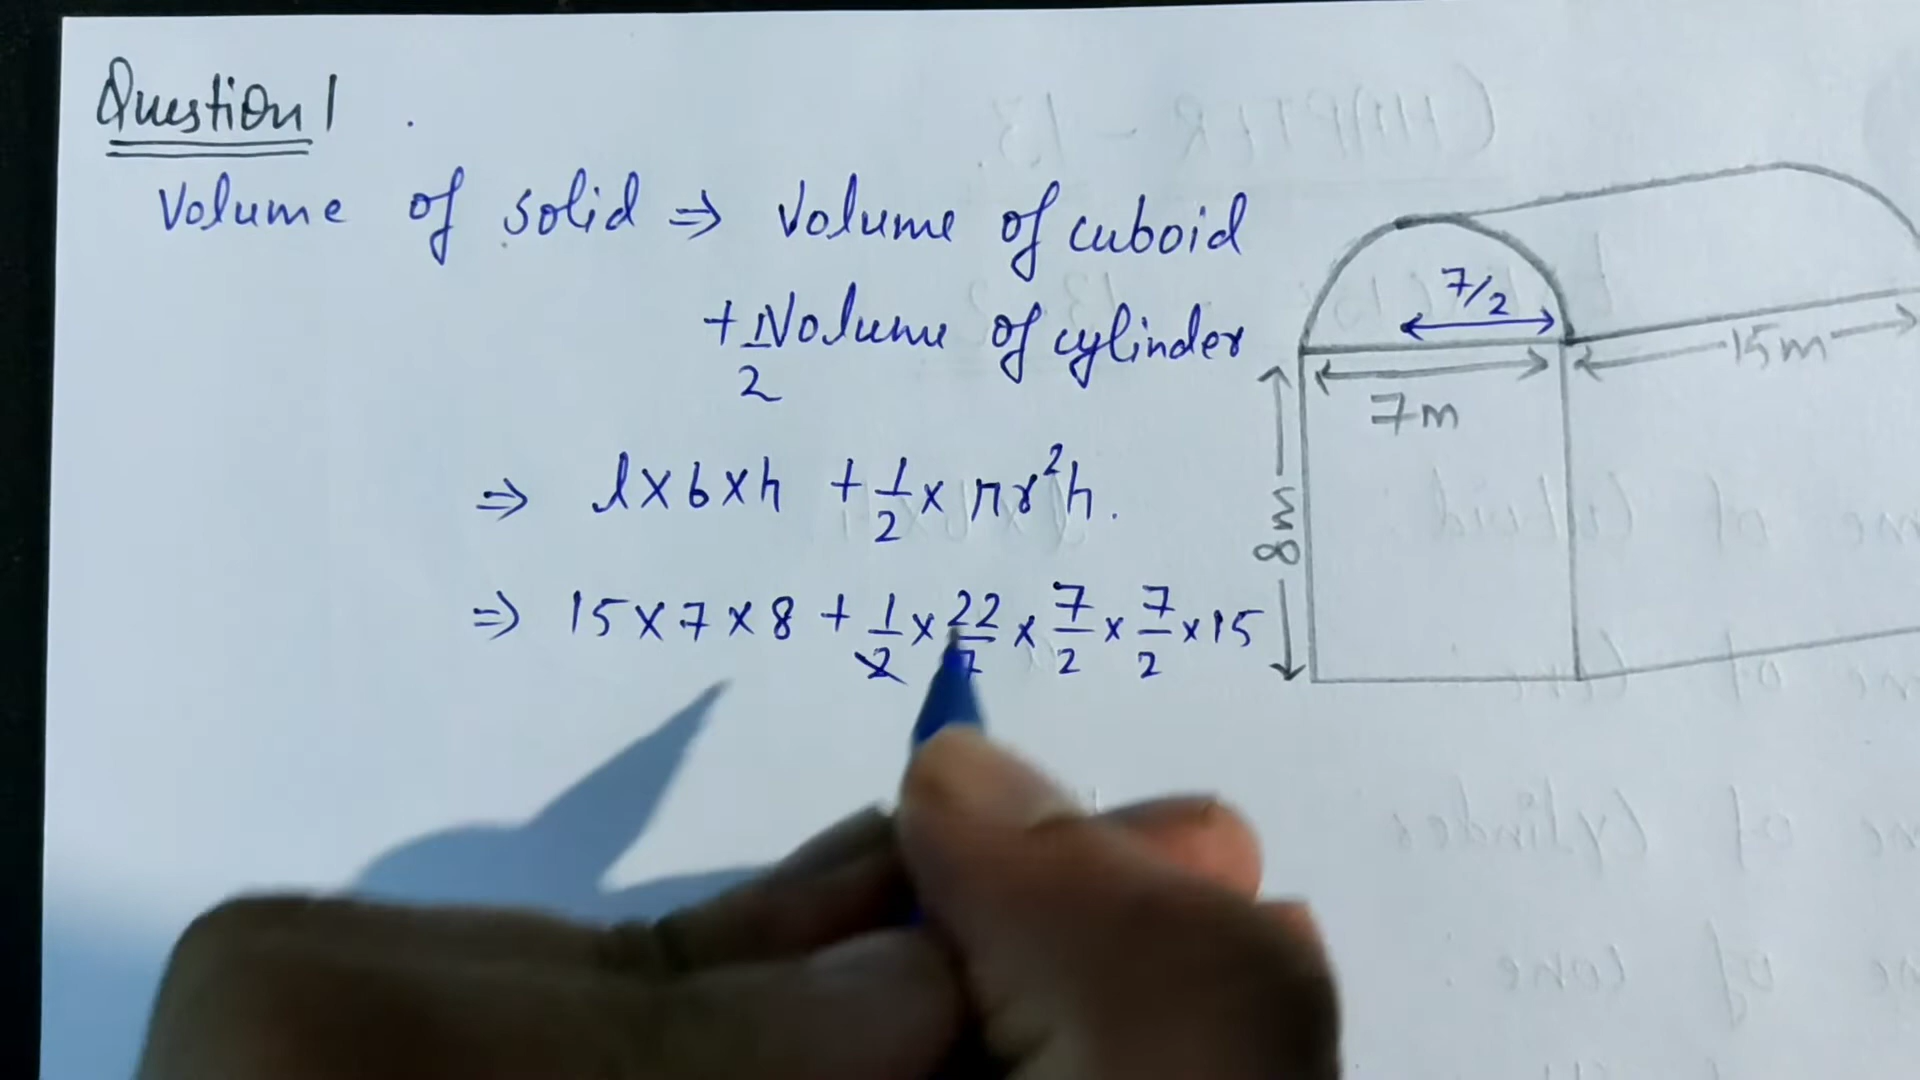 Question 1
Volume of solid ⇒ Volume of cuboid
+ 1/2 Volume of cylinder
⇒ l×b×h + 1/2 × πr²h.
⇒ 15×7×8 + 1/2 × 22/7 × 7/2 × 7/2 × 15
7/2
7m
15m
8m